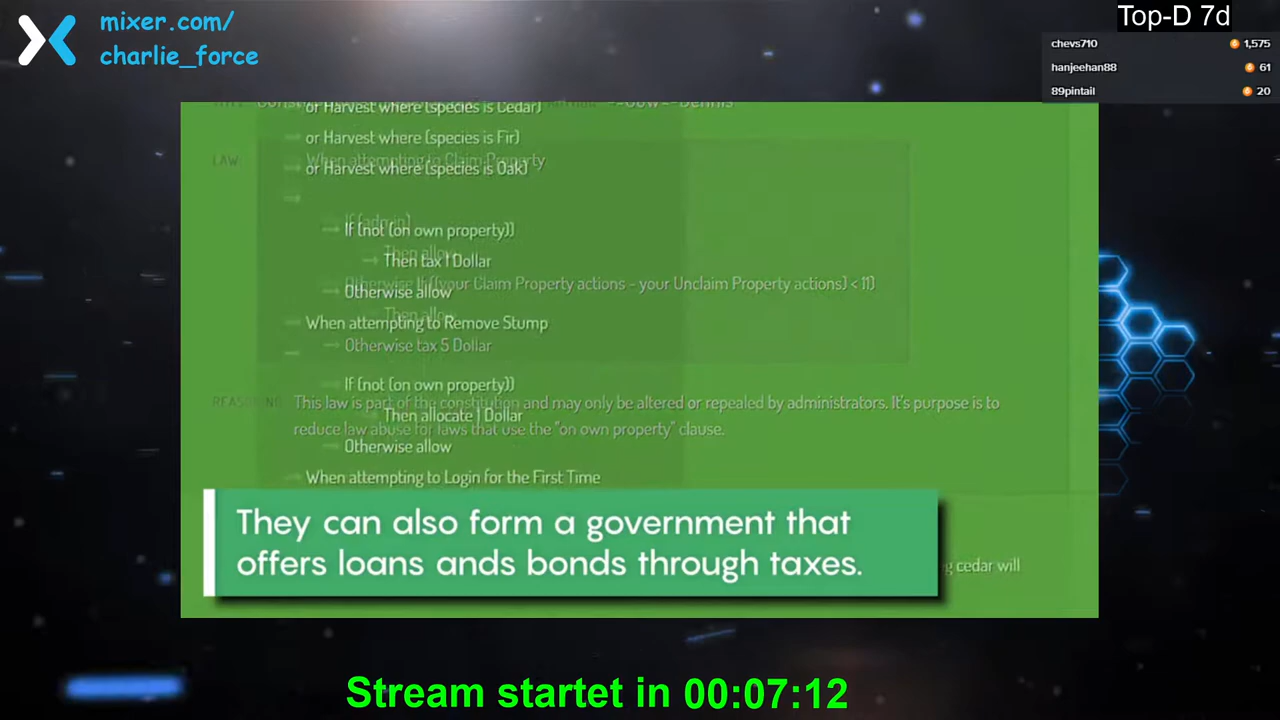 mixer.com/
charlie_force
Top-D 7d
chevs710 1,575
hanjeehan88 61
89pintail 20
or Harvest where (species is Cedar)
or Harvest where (species is Fir)
LAW
When attempting to Claim Property
or Harvest where (species is Oak)
If (admin)
If (not (on own property))
Then allow
Then tax 1 Dollar
Otherwise If ((your Claim Property actions - your Unclaim Property actions) < 11)
Otherwise allow
Then allow
When attempting to Remove Stump
Otherwise tax 5 Dollar
If (not (on own property))
REASONING This law is part of the constitution and may only be altered or repealed by administrators. It's purpose is to
Then allocate 1 Dollar
reduce law abuse for laws that use the "on own property" clause.
Otherwise allow
When attempting to Login for the First Time
They can also form a government that
offers loans ands bonds through taxes.
cedar will
Stream startet in 00:07:12